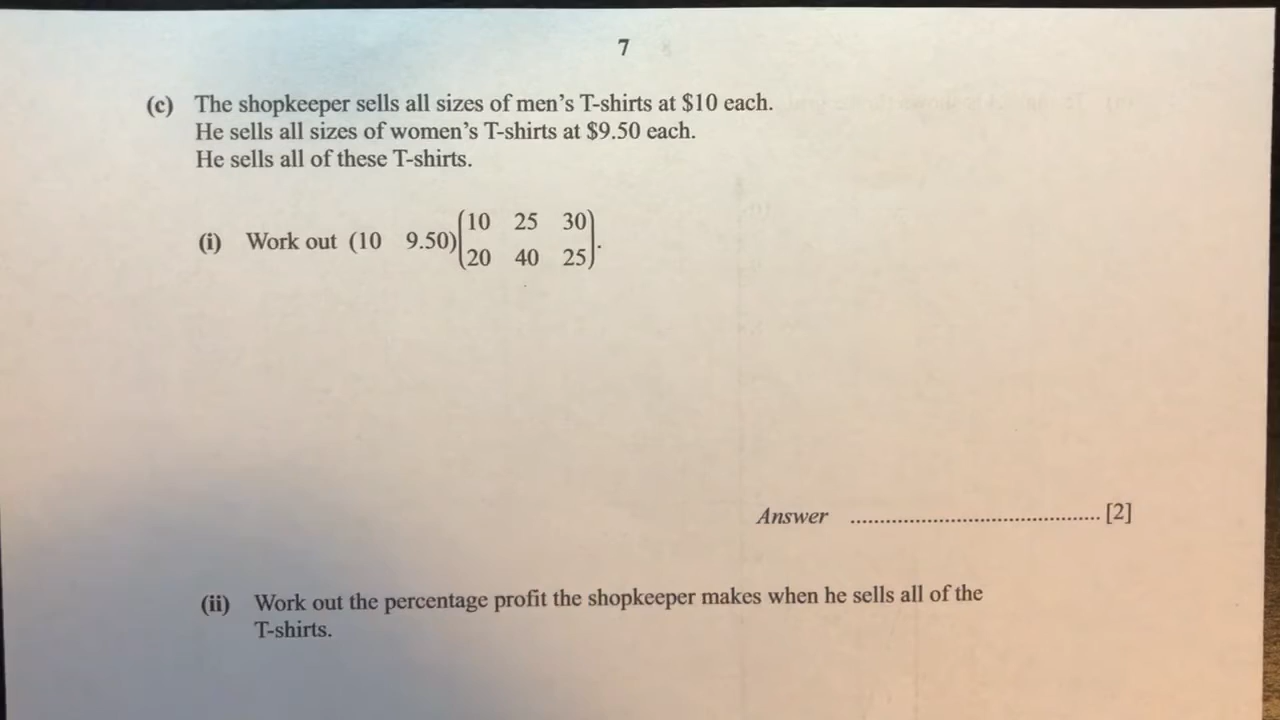 7
(c) The shopkeeper sells all sizes of men's T-shirts at $10 each.
He sells all sizes of women's T-shirts at $9.50 each.
He sells all of these T-shirts.
(i) Work out (10 9.50)(10 25 30
20 40 25).
Answer .......................................... [2]
(ii) Work out the percentage profit the shopkeeper makes when he sells all of the
T-shirts.